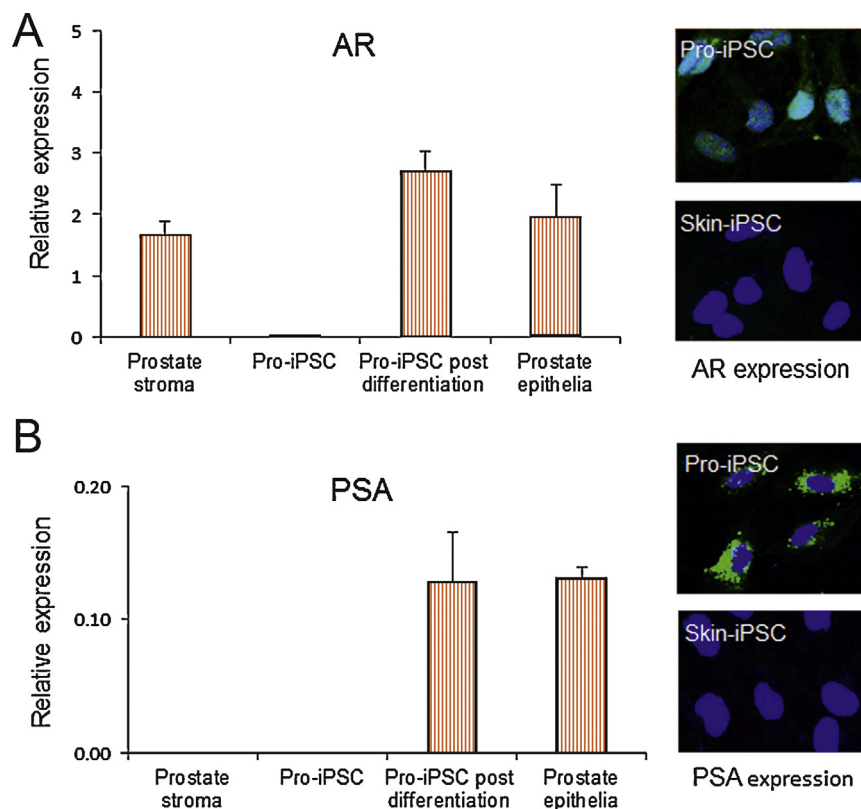 A
AR
Relative expression
5
4
3
2
1
0
Prostate stroma
Pro-iPSC
Pro-iPSC post differentiation
Prostate epithelia
Pro-iPSC
Skin-iPSC
AR expression
B
PSA
Relative expression
0.20
0.10
0.00
Prostate stroma
Pro-iPSC
Pro-iPSC post differentiation
Prostate epithelia
Pro-iPSC
Skin-iPSC
PSA expression